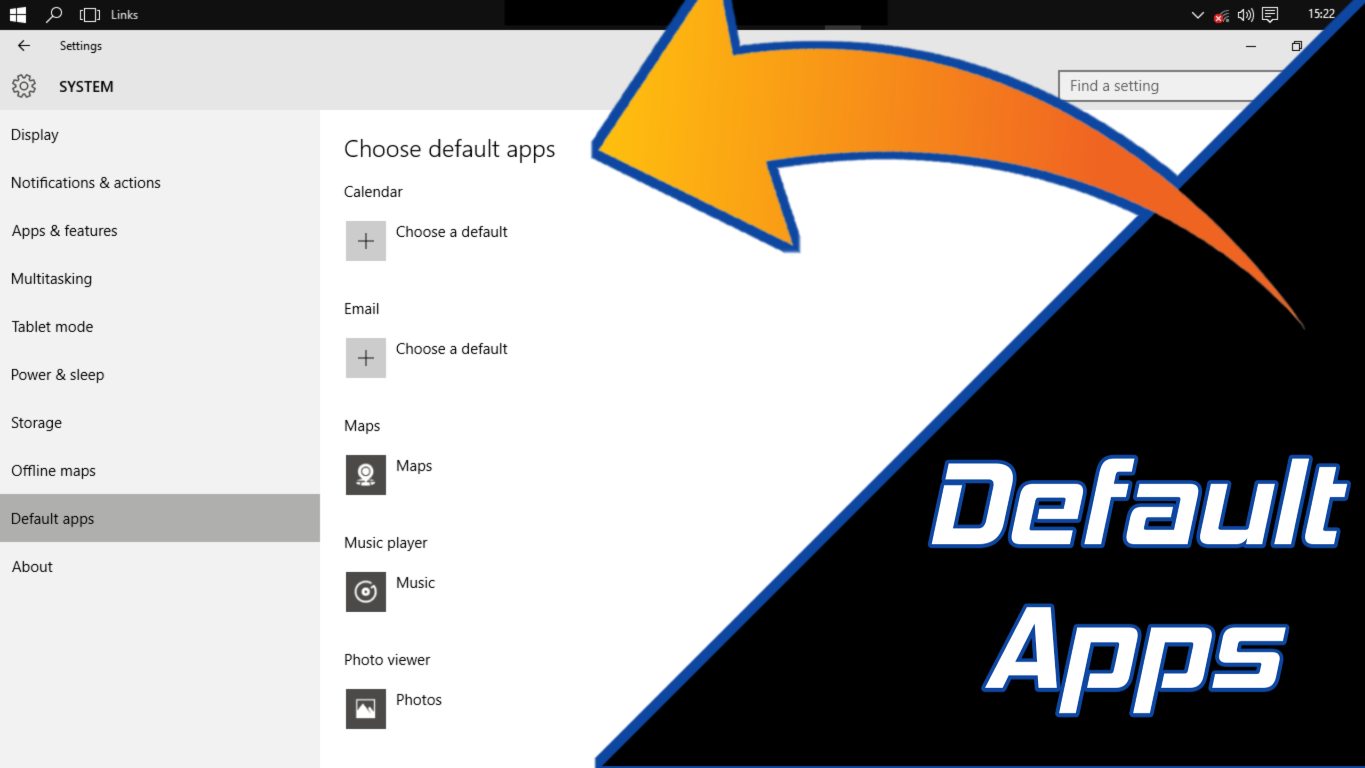 Links
15:22
Settings
SYSTEM
Find a setting
Display
Notifications & actions
Apps & features
Multitasking
Tablet mode
Power & sleep
Storage
Offline maps
Default apps
About
Choose default apps
Calendar
Choose a default
Email
Choose a default
Maps
Maps
Music player
Music
Photo viewer
Photos
Default
Apps